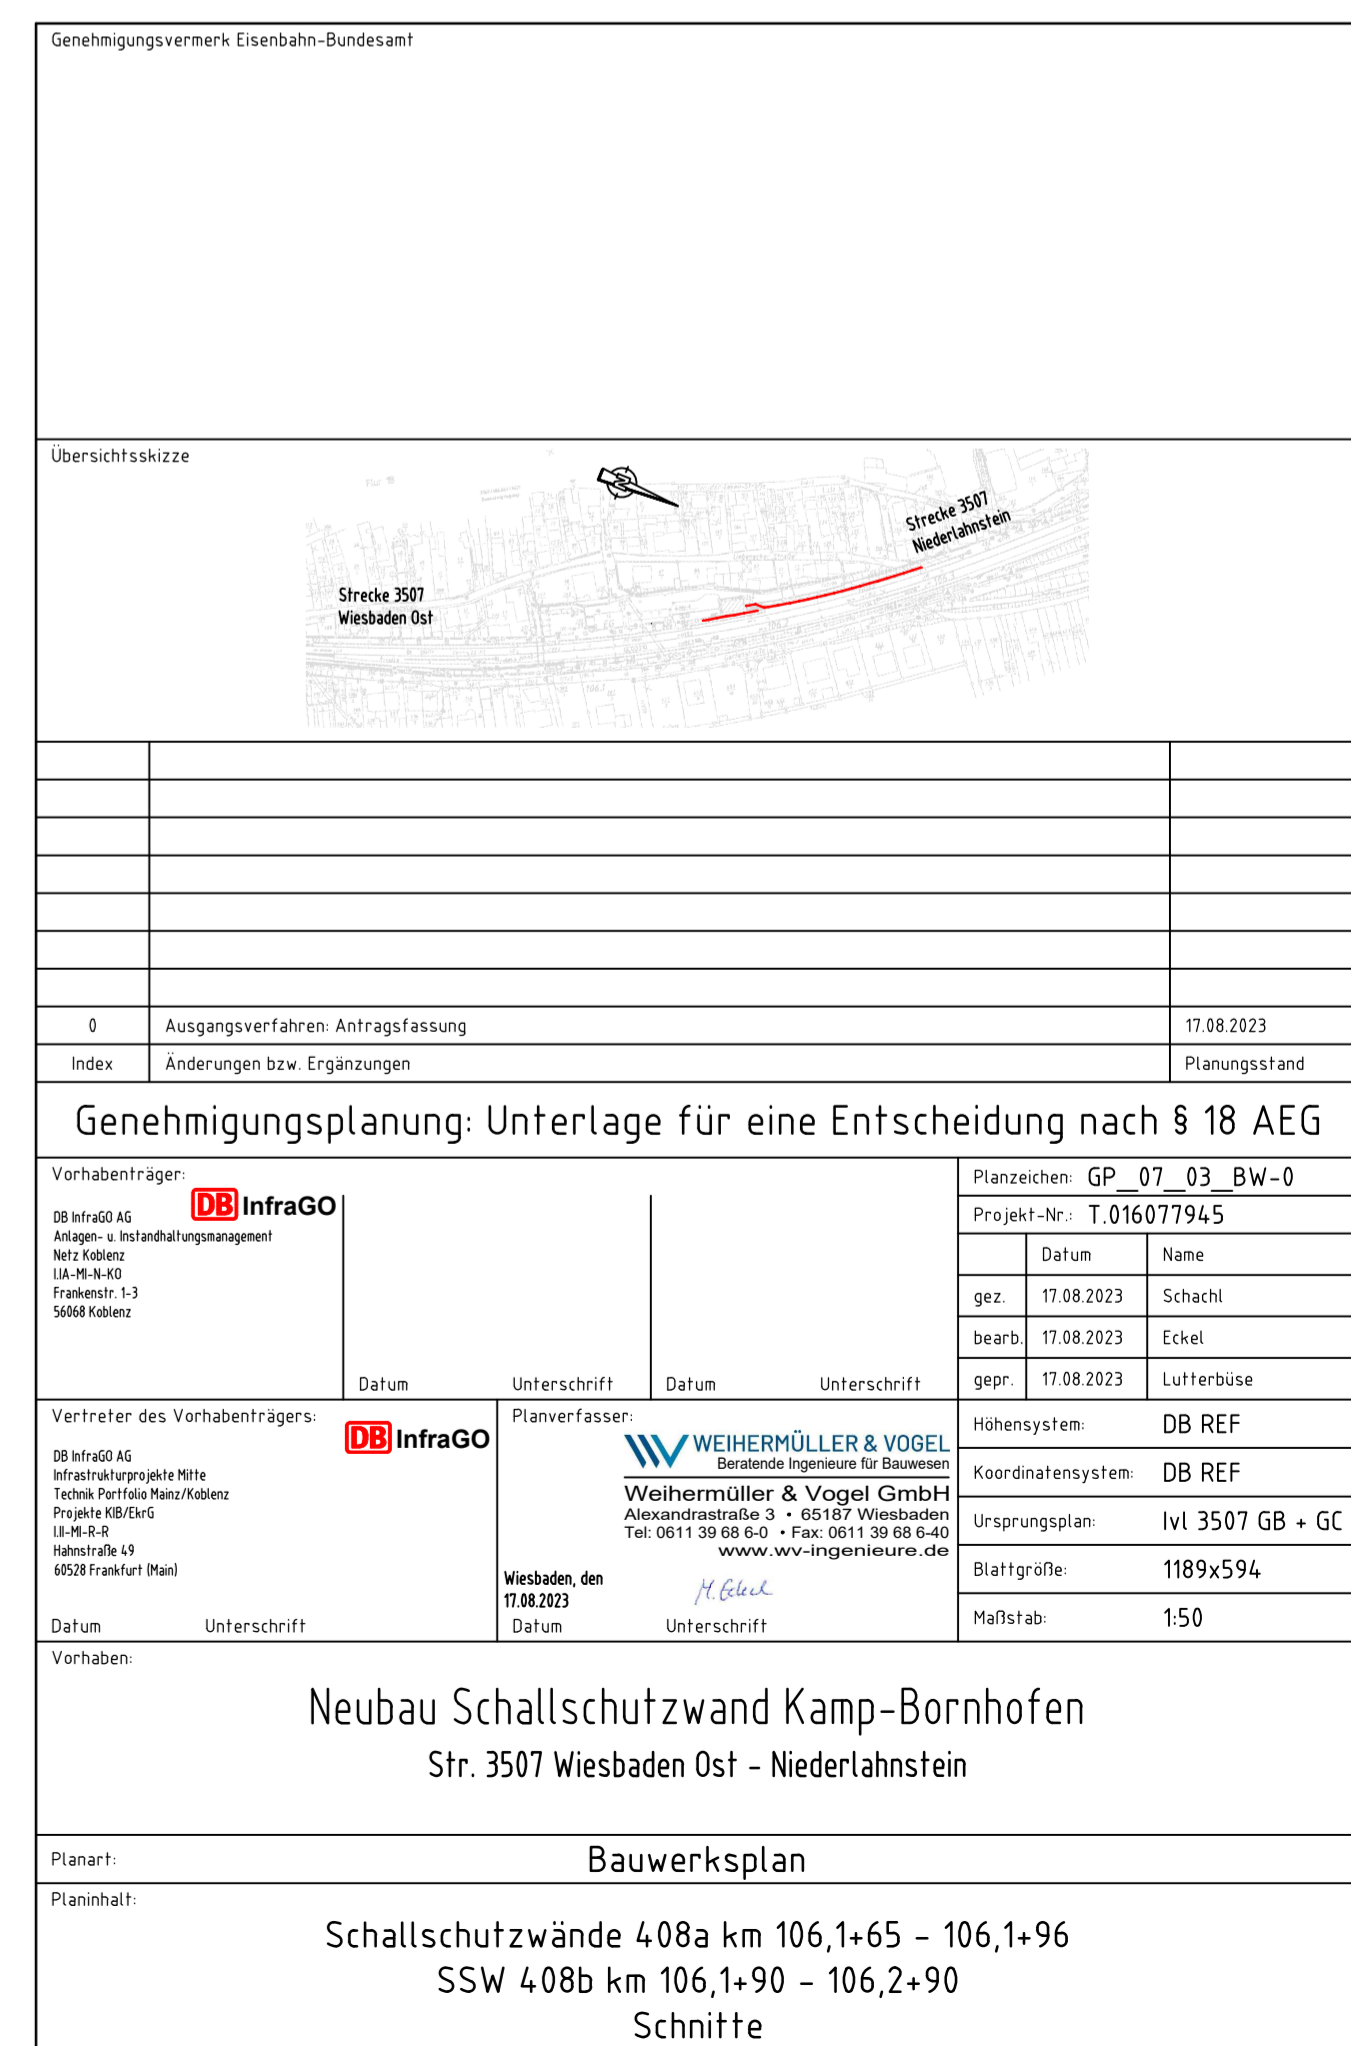 Genehmigungsvermerk Eisenbahn-Bundesamt
Übersichtsskizze
Strecke 3507
Niederlahnstein
Strecke 3507
Wiesbaden Ost
0 Ausgangsverfahren: Antragsfassung 17.08.2023
Index Änderungen bzw. Ergänzungen Planungsstand
Genehmigungsplanung: Unterlage für eine Entscheidung nach § 18 AEG
Vorhabenträger:
DB InfraGO
DB InfraGO AG
Anlagen- u. Instandhaltungsmanagement
Netz Koblenz
I.IA-MI-N-KO
Frankenstr. 1-3
56068 Koblenz
Datum Unterschrift Datum Unterschrift
Planzeichen: GP_07_03_BW-0
Projekt-Nr.: T.016077945
Datum Name
gez. 17.08.2023 Schachl
bearb. 17.08.2023 Eckel
gepr. 17.08.2023 Lutterbüse
Vertreter des Vorhabenträgers:
DB InfraGO
DB InfraGO AG
Infrastrukturprojekte Mitte
Technik Portfolio Mainz/Koblenz
Projekte KIB/EkrG
I.II-MI-R-R
Hahnstraße 49
60528 Frankfurt (Main)
Datum Unterschrift
Planverfasser:
WEIHERMÜLLER & VOGEL
Beratende Ingenieure für Bauwesen
Weihermüller & Vogel GmbH
Alexandrastraße 3 • 65187 Wiesbaden
Tel: 0611 39 68 6-0 • Fax: 0611 39 68 6-40
www.wv-ingenieure.de
Wiesbaden, den
17.08.2023
M. Eckel
Datum Unterschrift
Höhensystem: DB REF
Koordinatensystem: DB REF
Ursprungsplan: Ivl 3507 GB + GC
Blattgröße: 1189x594
Maßstab: 1:50
Vorhaben:
Neubau Schallschutzwand Kamp-Bornhofen
Str. 3507 Wiesbaden Ost - Niederlahnstein
Planart: Bauwerksplan
Planinhalt:
Schallschutzwände 408a km 106,1+65 - 106,1+96
SSW 408b km 106,1+90 - 106,2+90
Schnitte